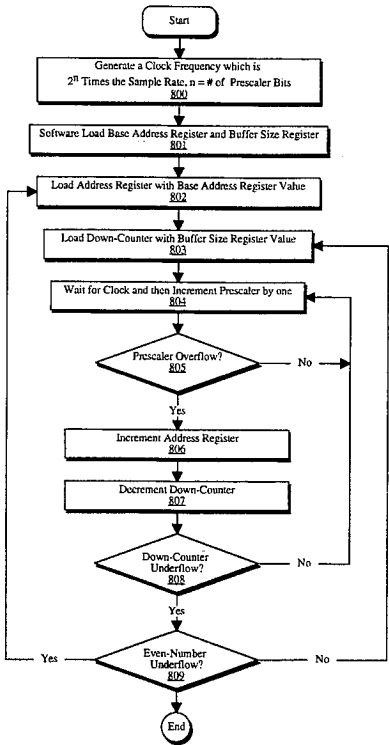 Start
Generate a Clock Frequency which is
2ⁿ Times the Sample Rate, n = # of Prescaler Bits
800
Software Load Base Address Register and Buffer Size Register
801
Load Address Register with Base Address Register Value
802
Load Down-Counter with Buffer Size Register Value
803
Wait for Clock and then Increment Prescaler by one
804
Prescaler Overflow?
805
No
Yes
Increment Address Register
806
Decrement Down-Counter
807
Down-Counter
Underflow?
808
No
Yes
Even-Number
Underflow?
809
Yes
No
End